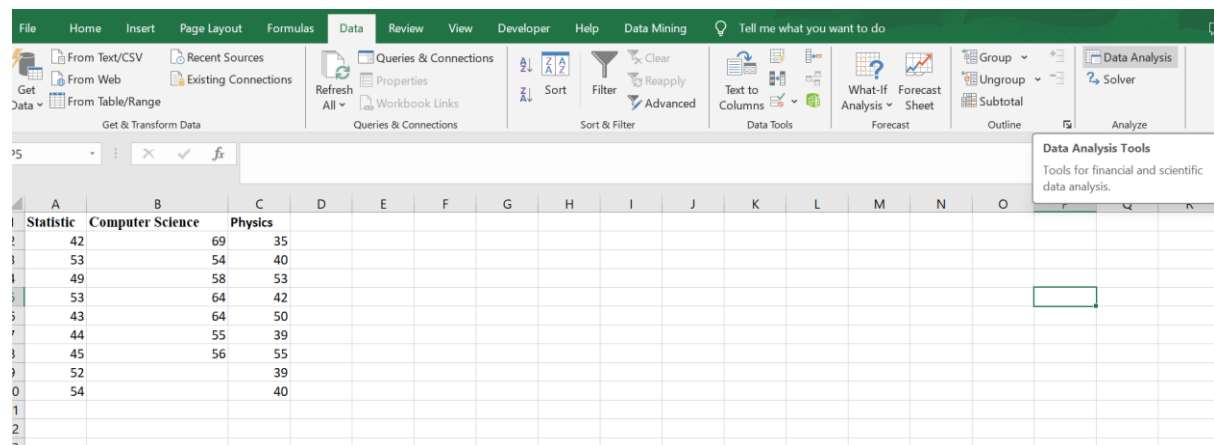 File Home Insert Page Layout Formulas Data Review View Developer Help Data Mining Tell me what you want to do
From Text/CSV
From Web
From Table/Range
Get Data
Recent Sources
Existing Connections
Get & Transform Data
Refresh All
Queries & Connections
Properties
Workbook Links
Queries & Connections
Sort
Filter
Clear
Reapply
Advanced
Sort & Filter
Text to Columns
Data Tools
What-If Analysis
Forecast Sheet
Forecast
Group
Ungroup
Subtotal
Outline
Data Analysis
Solver
Analyze
Data Analysis Tools
Tools for financial and scientific
data analysis.
fx
A B C D E F G H I J K L M N O
Statistic Computer Science Physics
42 69 35
53 54 40
49 58 53
53 64 42
43 64 50
44 55 39
45 56 55
52 39
54 40